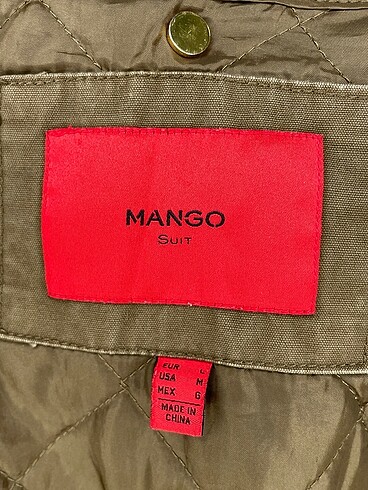 MANGO
SUIT
EUR L
USA M
MEX G
MADE IN
CHINA